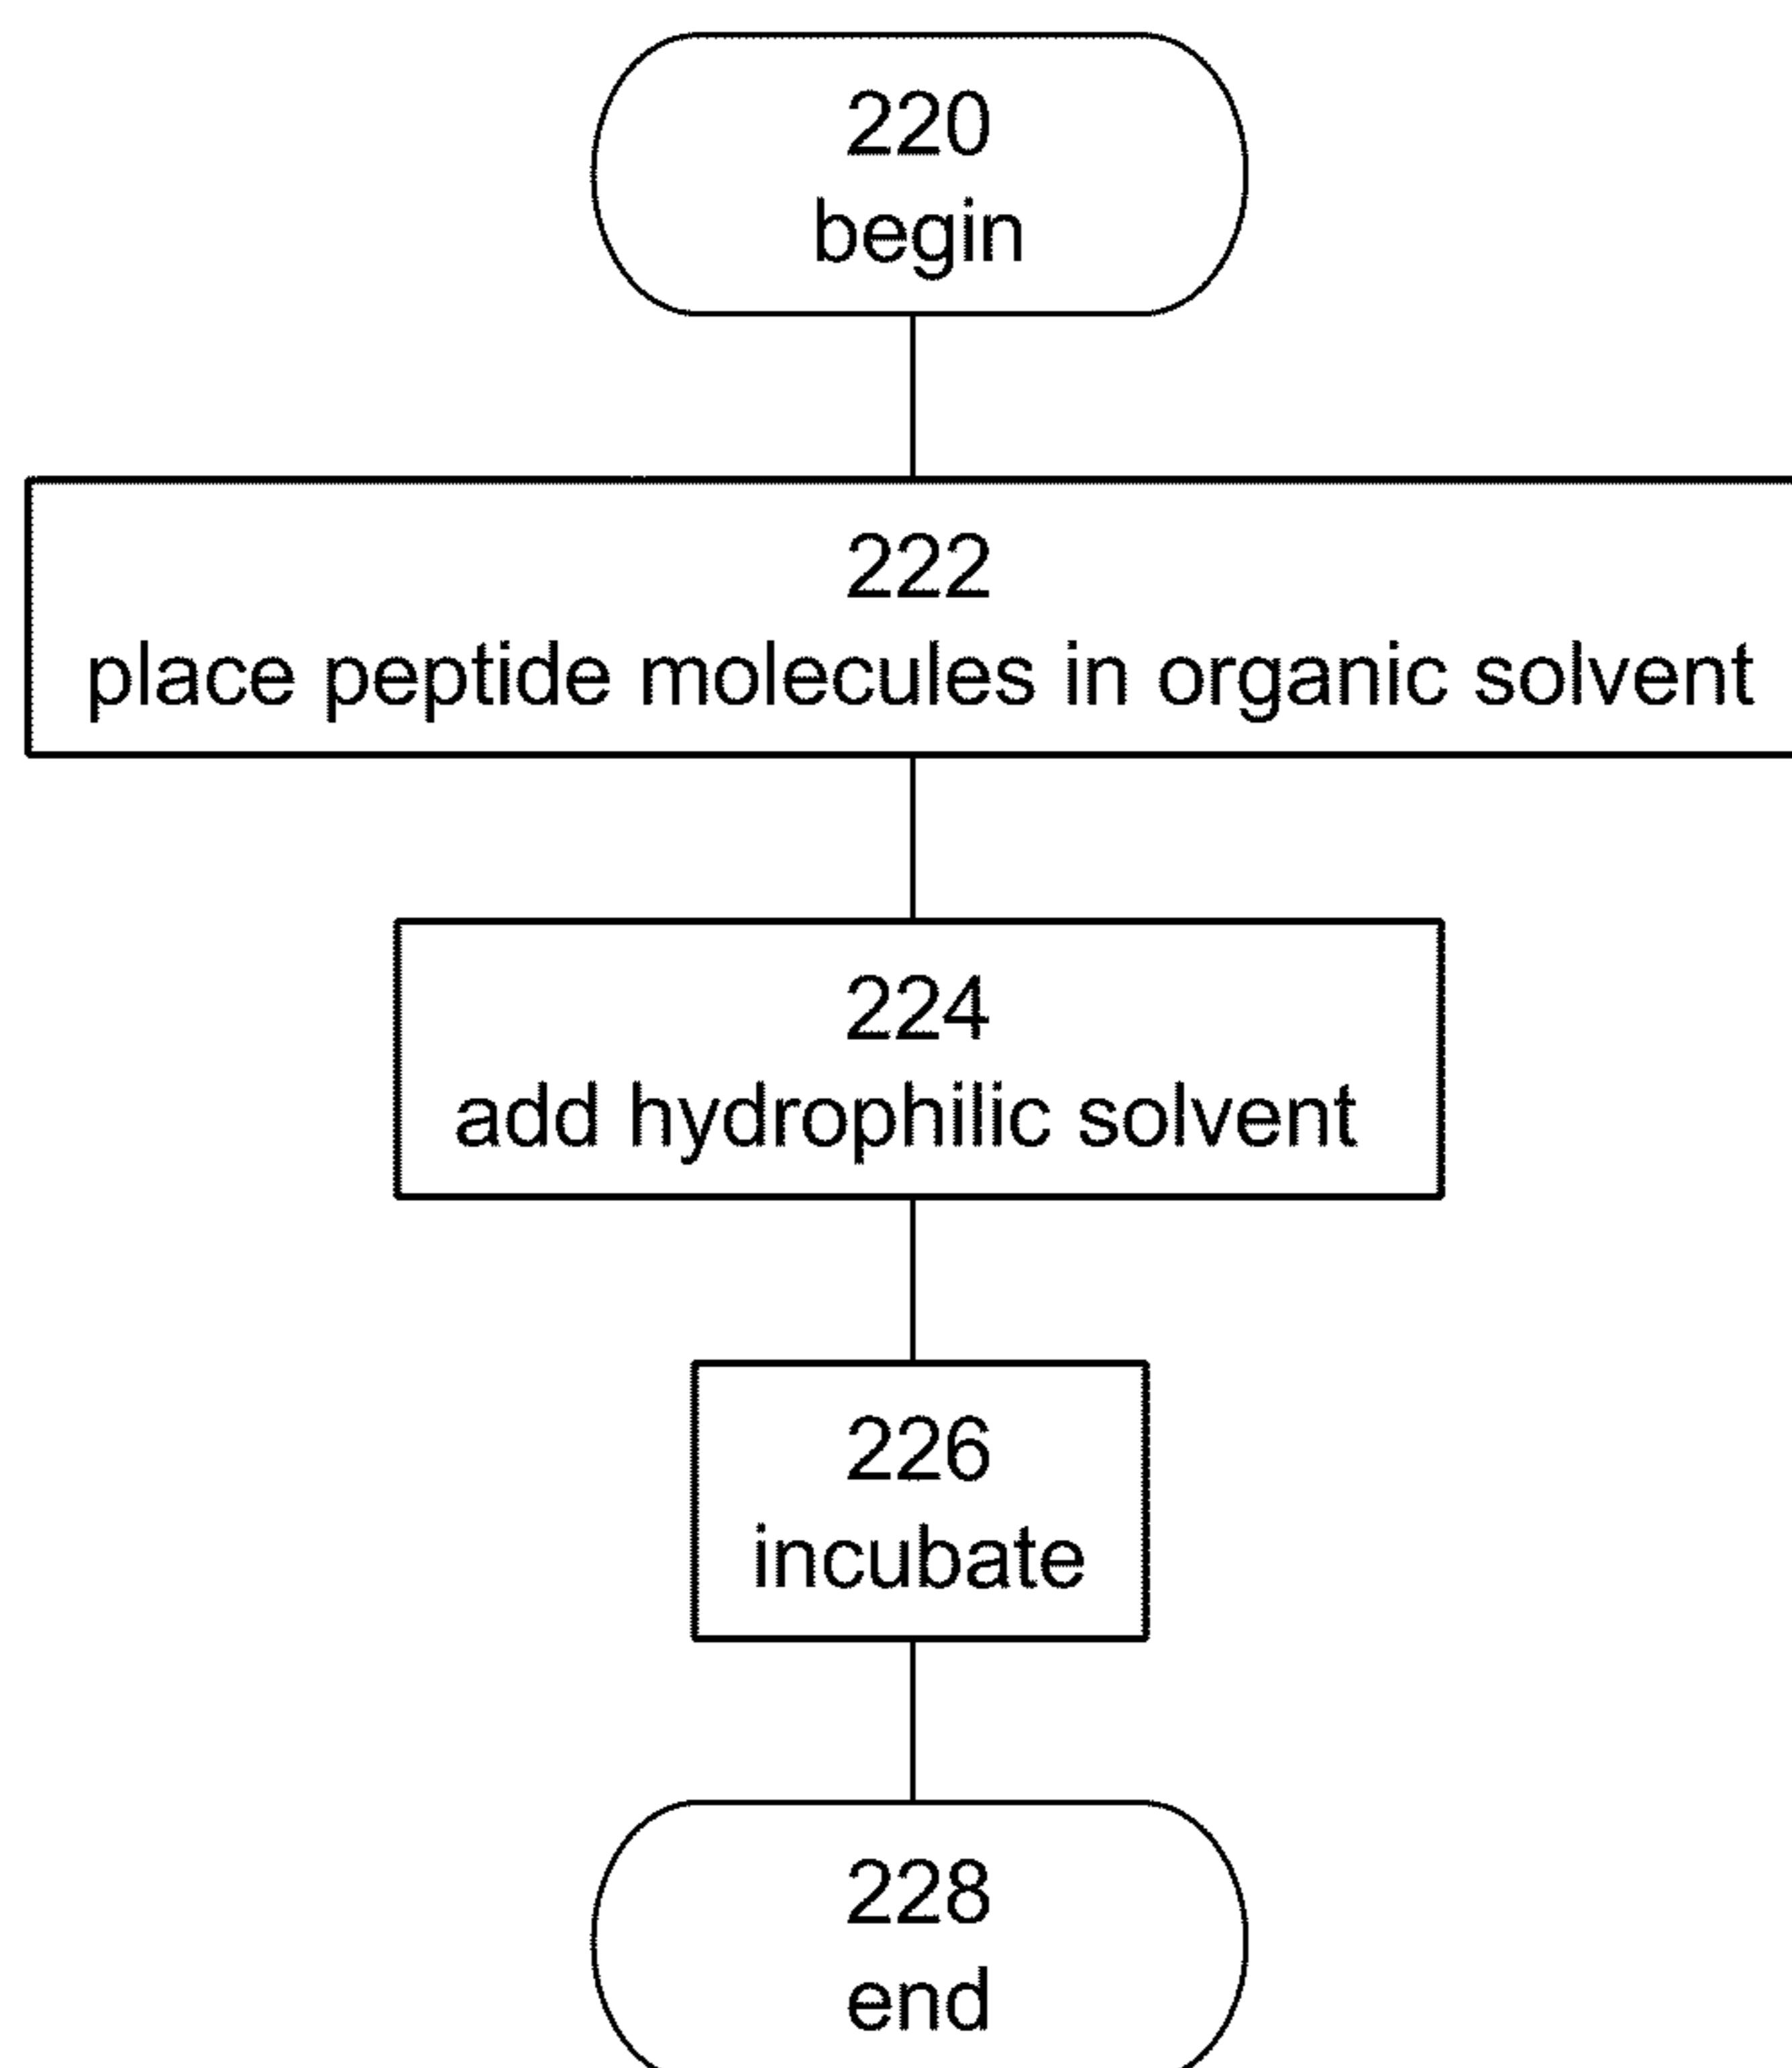 220
begin
222
place peptide molecules in organic solvent
224
add hydrophilic solvent
226
incubate
228
end